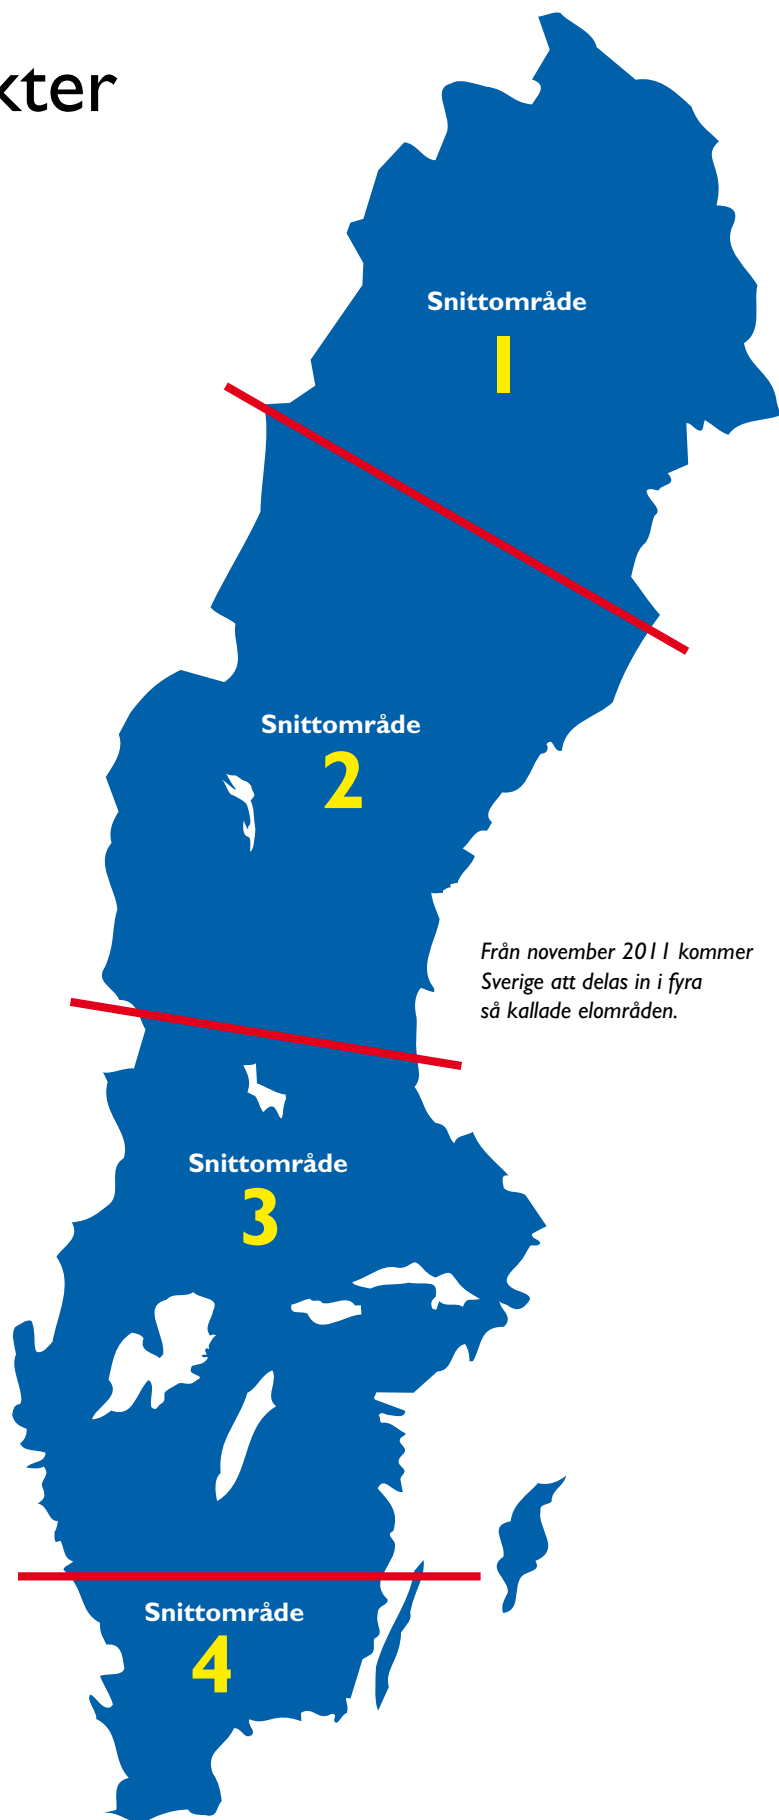 kter
Snittområde
1
Snittområde
2
Från november 2011 kommer
Sverige att delas in i fyra
så kallade elområden.
Snittområde
3
Snittområde
4